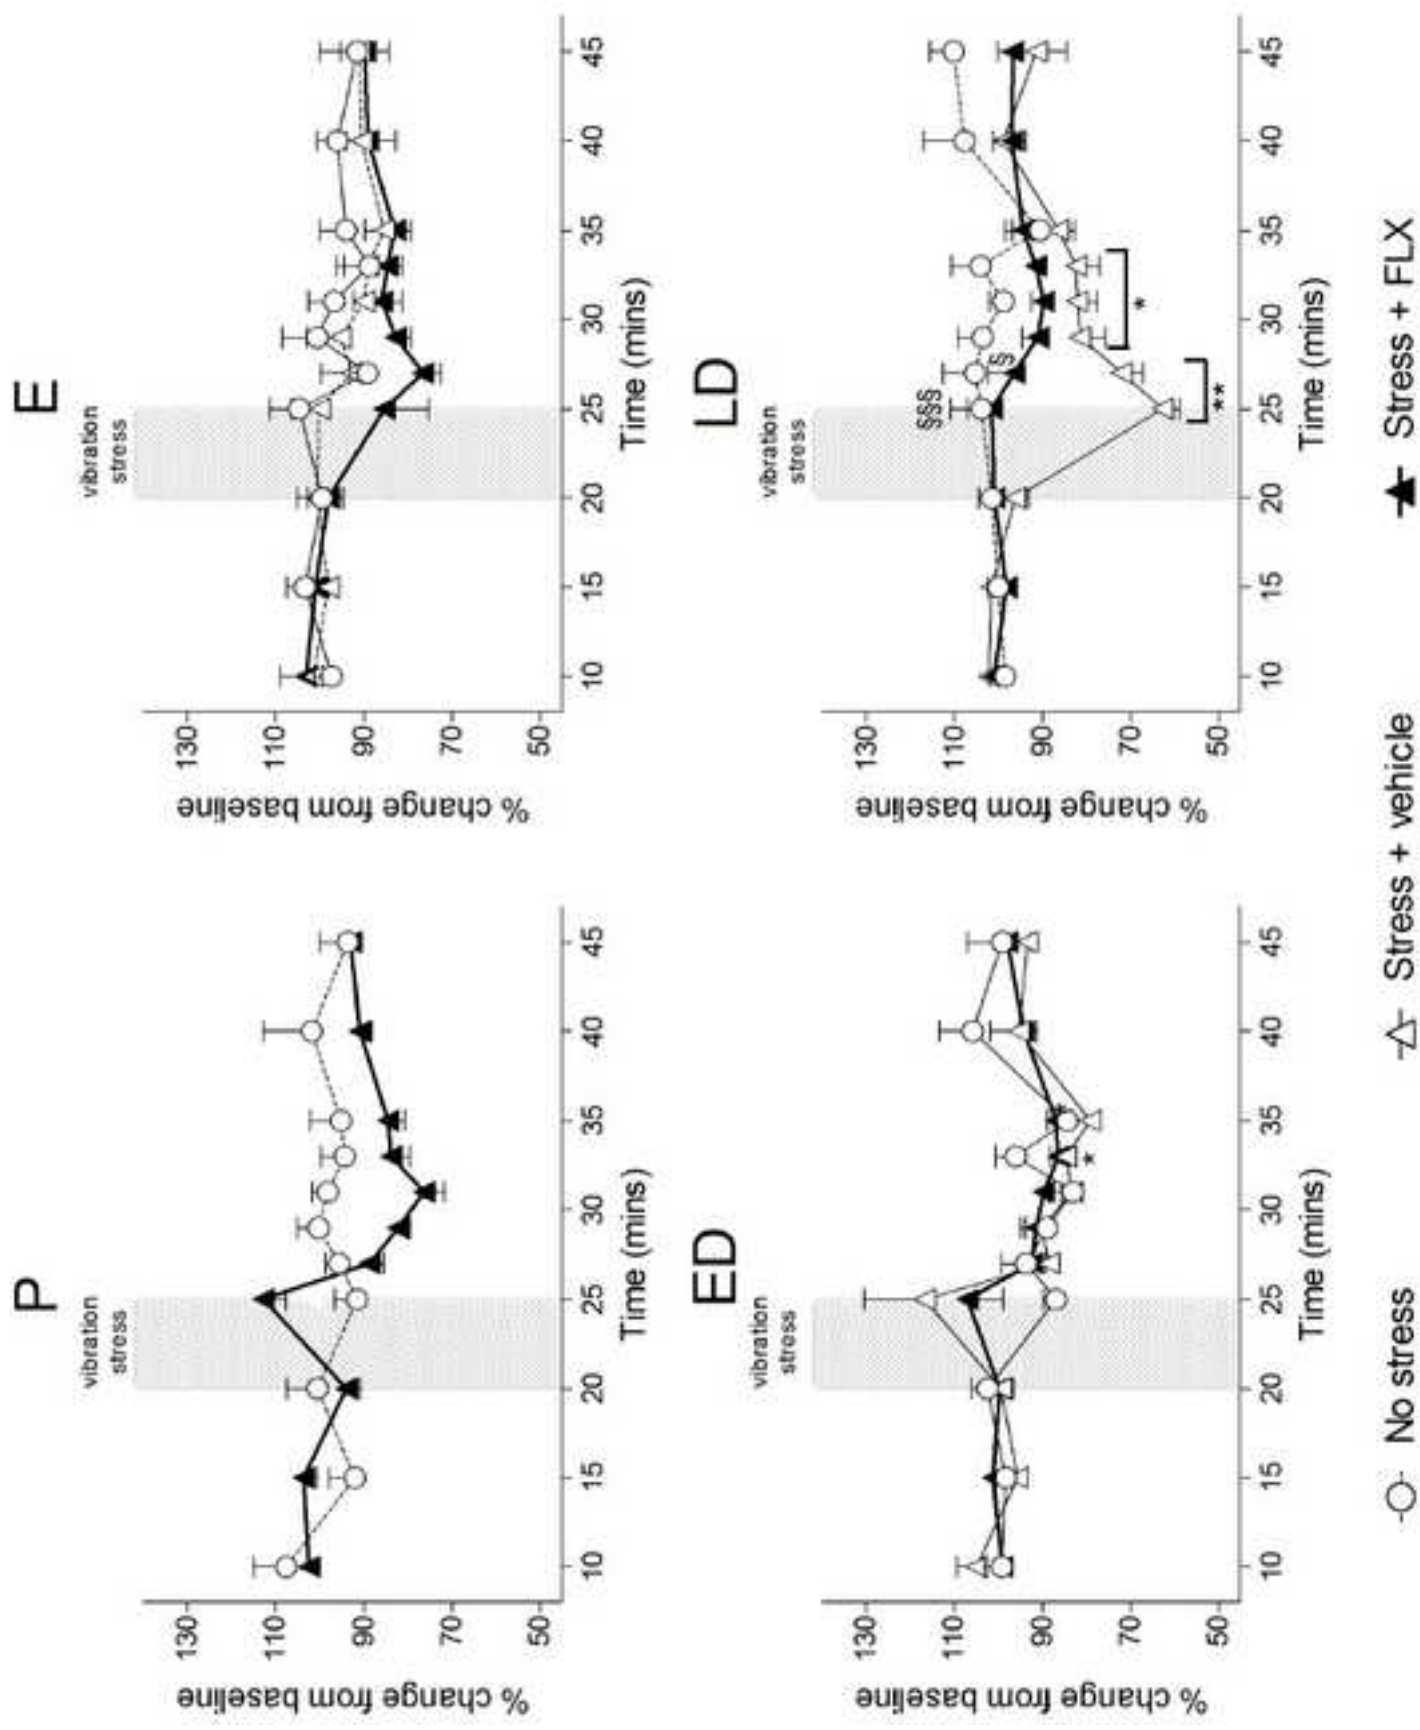 P
vibration
stress
% change from baseline
130
110
90
70
50
10
15
20
25
30
35
40
45
Time (mins)
E
vibration
stress
% change from baseline
130
110
90
70
50
10
15
20
25
30
35
40
45
Time (mins)
ED
vibration
stress
% change from baseline
130
110
90
70
50
*
*
10
15
20
25
30
35
40
45
Time (mins)
LD
vibration
stress
% change from baseline
130
110
90
70
50
§§§
§
**
*
10
15
20
25
30
35
40
45
Time (mins)
No stress
Stress + vehicle
Stress + FLX